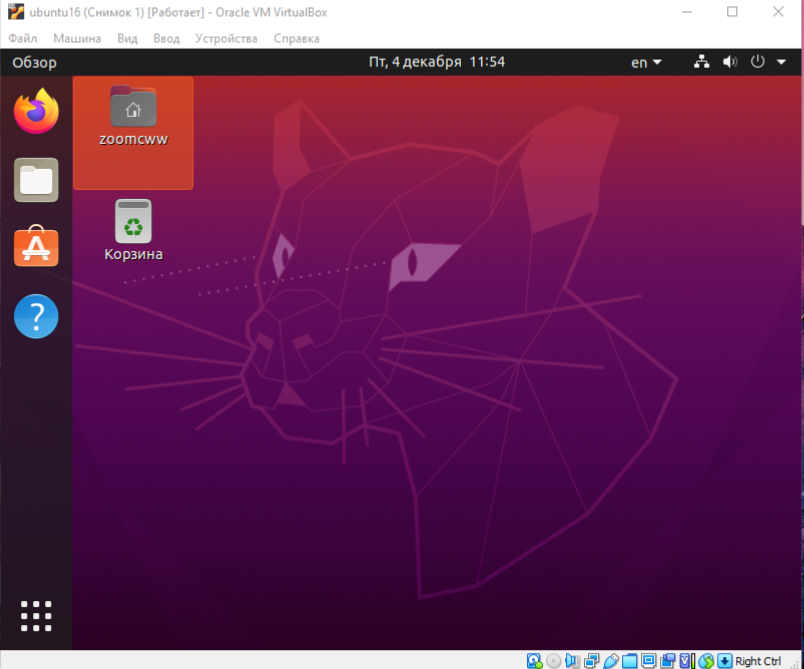 ubuntu16 (Снимок 1) [Работает] - Oracle VM VirtualBox
Файл Машина Вид Ввод Устройства Справка
Обзор Пт, 4 декабря 11:54 en
zoomcww
Корзина
Right Ctrl